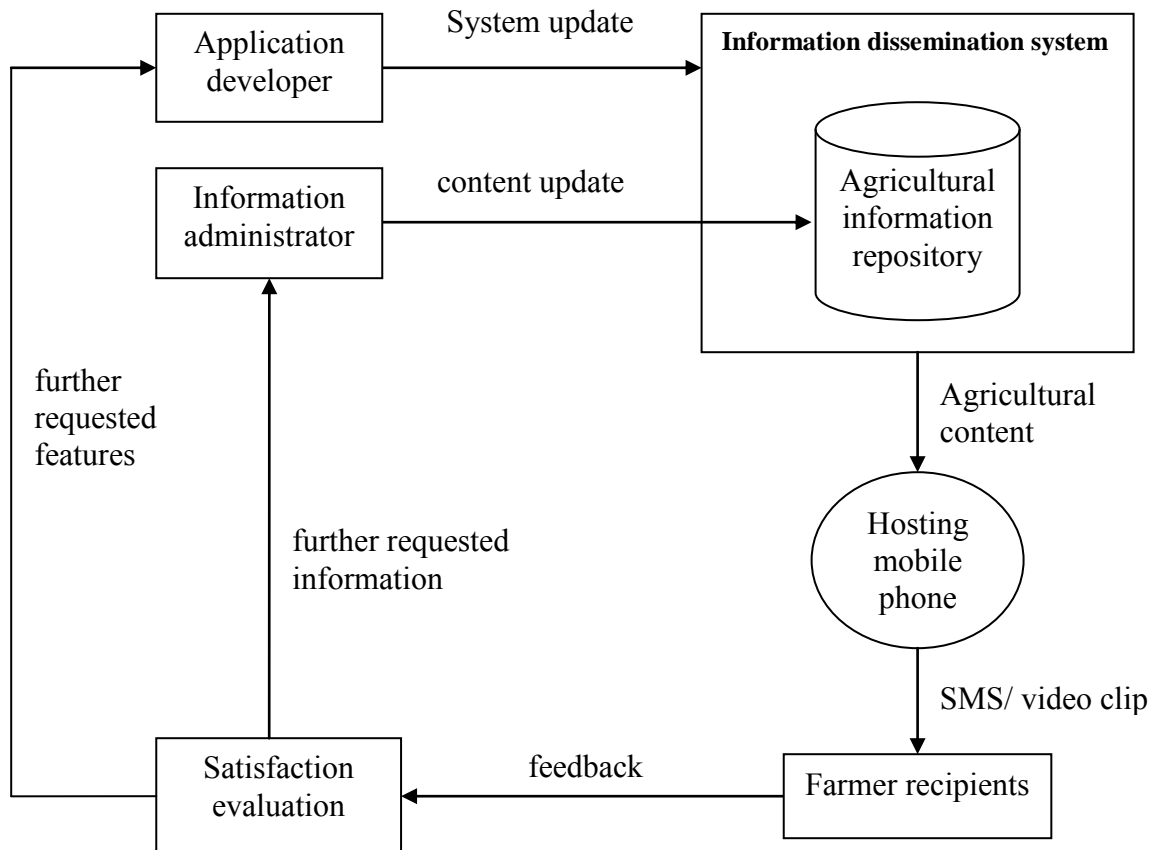 Application
developer
System update
Information dissemination system
Information
administrator
content update
Agricultural
information
repository
further
requested
features
further requested
information
Agricultural
content
Hosting
mobile
phone
SMS/ video clip
Satisfaction
evaluation
feedback
Farmer recipients